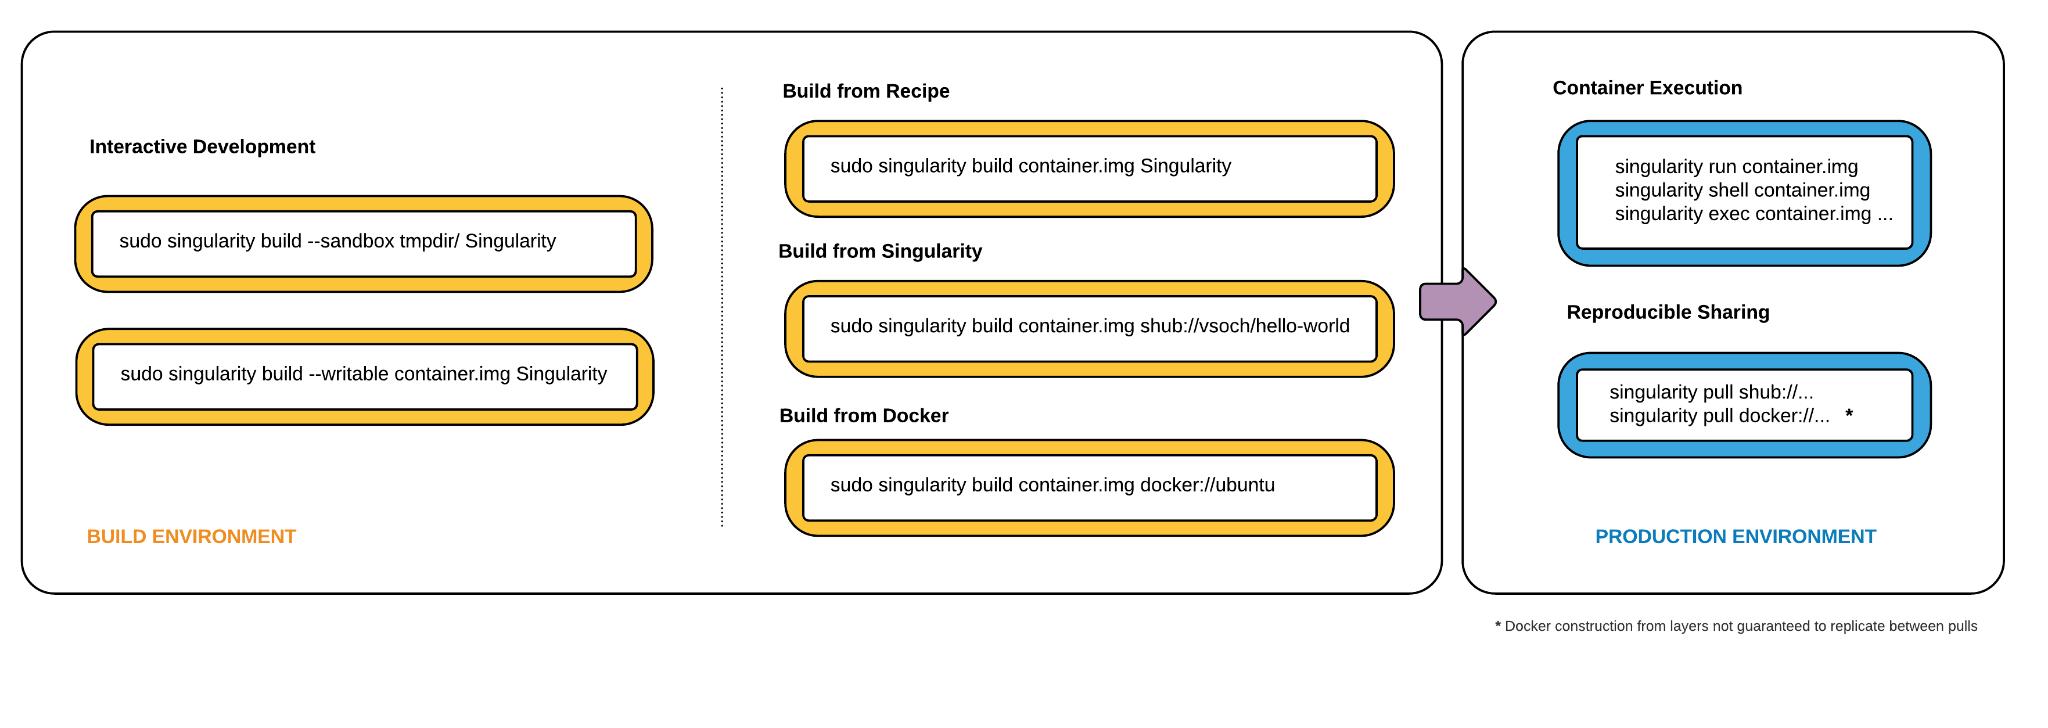 Interactive Development
sudo singularity build --sandbox tmpdir/ Singularity
sudo singularity build --writable container.img Singularity
BUILD ENVIRONMENT
Build from Recipe
sudo singularity build container.img Singularity
Build from Singularity
sudo singularity build container.img shub://vsoch/hello-world
Build from Docker
sudo singularity build container.img docker://ubuntu
Container Execution
singularity run container.img
singularity shell container.img
singularity exec container.img ...
Reproducible Sharing
singularity pull shub://...
singularity pull docker://... *
PRODUCTION ENVIRONMENT
* Docker construction from layers not guaranteed to replicate between pulls